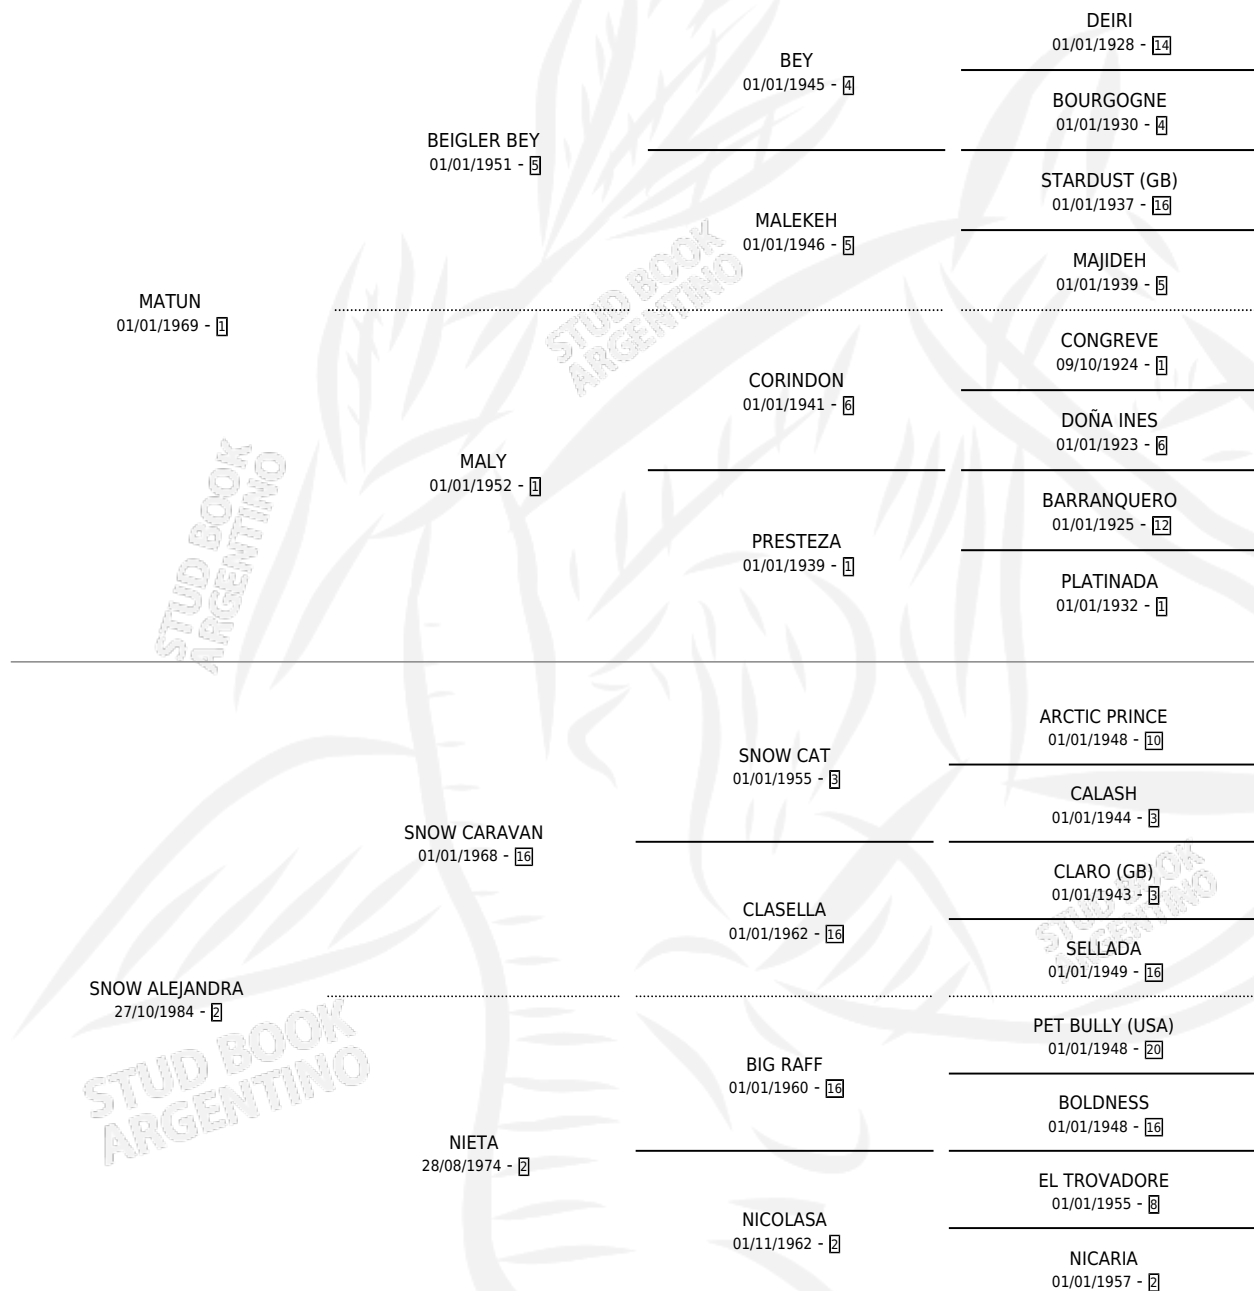 DEIRI
01/01/1928 - 14
BEY
01/01/1945 - 4
BOURGOGNE
01/01/1930 - 4
BEIGLER BEY
01/01/1951 - 5
STARDUST (GB)
01/01/1937 - 16
MALEKEH
01/01/1946 - 5
MAJIDEH
01/01/1939 - 5
MATUN
01/01/1969 - 1
CONGREVE
09/10/1924 - 1
CORINDON
01/01/1941 - 6
DOÑA INES
01/01/1923 - 6
MALY
01/01/1952 - 1
BARRANQUERO
01/01/1925 - 12
PRESTEZA
01/01/1939 - 1
PLATINADA
01/01/1932 - 1
ARCTIC PRINCE
01/01/1948 - 10
SNOW CAT
01/01/1955 - 3
CALASH
01/01/1944 - 3
SNOW CARAVAN
01/01/1968 - 16
CLARO (GB)
01/01/1943 - 3
CLASELLA
01/01/1962 - 16
SELLADA
01/01/1949 - 16
SNOW ALEJANDRA
27/10/1984 - 2
PET BULLY (USA)
01/01/1948 - 20
BIG RAFF
01/01/1960 - 16
BOLDNESS
01/01/1948 - 16
NIETA
28/08/1974 - 2
EL TROVADORE
01/01/1955 - 8
NICOLASA
01/11/1962 - 2
NICARIA
01/01/1957 - 2
STUD BOOK
ARGENTINO
STUD BOOK
ARGENTINO
STUD BOOK
ARGENTINO
STUD BOOK
ARGENTINO